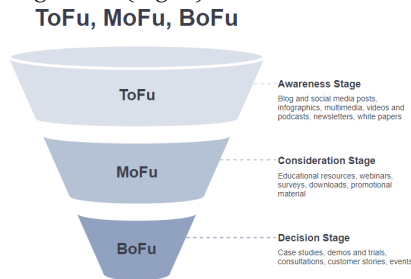 ToFu, MoFu, BoFu
ToFu
Awareness Stage
Blog and social media posts,
infographics, multimedia, videos and
podcasts, newsletters, white papers
MoFu
Consideration Stage
Educational resources, webinars,
surveys, downloads, promotional
material
BoFu
Decision Stage
Case studies, demos and trials,
consultations, customer stories, events